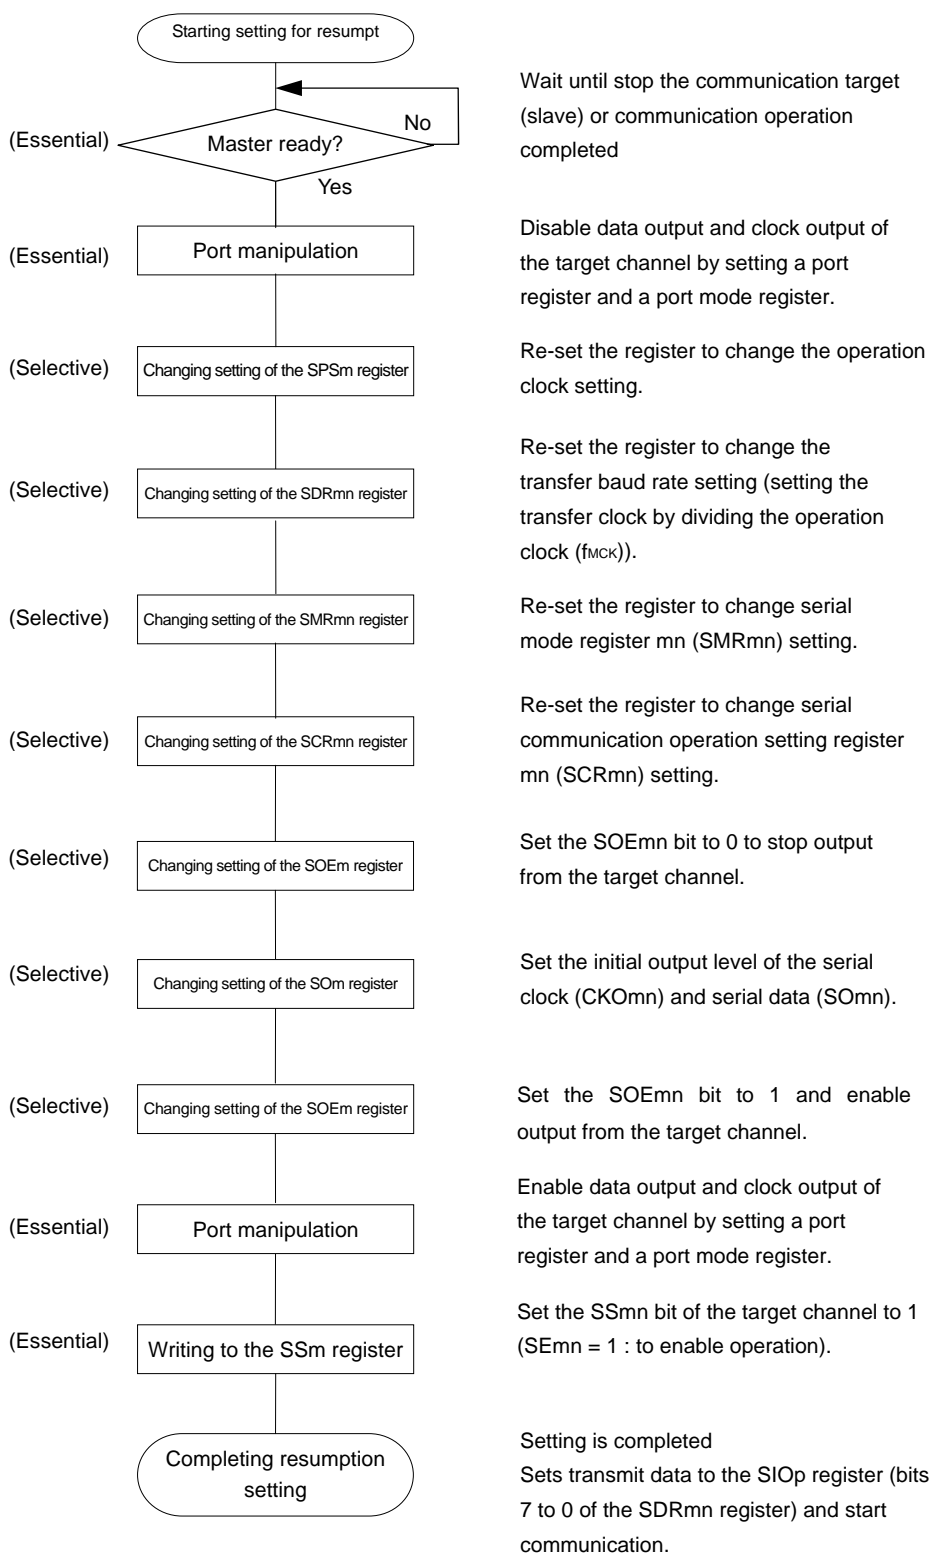 Starting setting for resumpt
Wait until stop the communication target
(slave) or communication operation
completed
(Essential)
Master ready?
No
Yes
(Essential)
Port manipulation
Disable data output and clock output of
the target channel by setting a port
register and a port mode register.
(Selective)
Changing setting of the SPSm register
Re-set the register to change the operation
clock setting.
(Selective)
Changing setting of the SDRmn register
Re-set the register to change the
transfer baud rate setting (setting the
transfer clock by dividing the operation
clock (fMCK)).
(Selective)
Changing setting of the SMRmn register
Re-set the register to change serial
mode register mn (SMRmn) setting.
(Selective)
Changing setting of the SCRmn register
Re-set the register to change serial
communication operation setting register
mn (SCRmn) setting.
(Selective)
Changing setting of the SOEm register
Set the SOEmn bit to 0 to stop output
from the target channel.
(Selective)
Changing setting of the SOm register
Set the initial output level of the serial
clock (CKOmn) and serial data (SOmn).
(Selective)
Changing setting of the SOEm register
Set the SOEmn bit to 1 and enable
output from the target channel.
(Essential)
Port manipulation
Enable data output and clock output of
the target channel by setting a port
register and a port mode register.
(Essential)
Writing to the SSm register
Set the SSmn bit of the target channel to 1
(SEmn = 1 : to enable operation).
Completing resumption
setting
Setting is completed
Sets transmit data to the SIOp register (bits
7 to 0 of the SDRmn register) and start
communication.